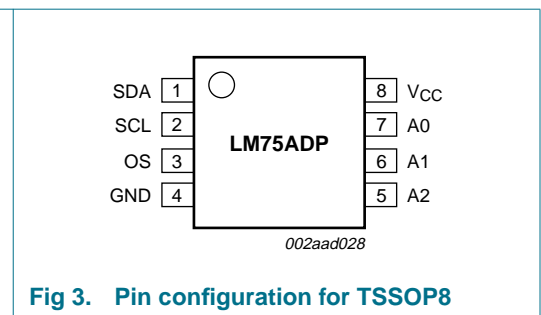 SDA 1 8 VCC
SCL 2 7 A0
LM75ADP
OS 3 6 A1
GND 4 5 A2
002aad028
Fig 3. Pin configuration for TSSOP8